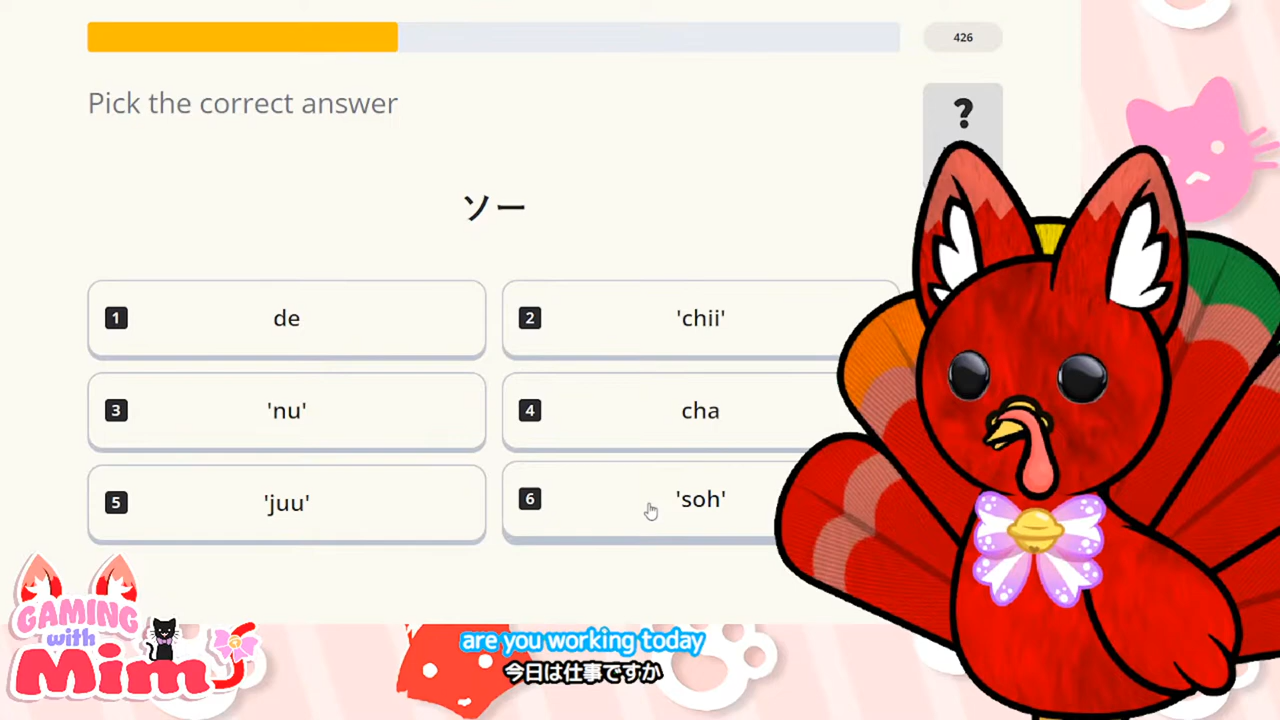 426
Pick the correct answer
?
ソー
1 de
2 'chii'
3 'nu'
4 cha
5 'juu'
6 'soh'
GAMING
with
Mim
are you working today
今日は仕事ですか